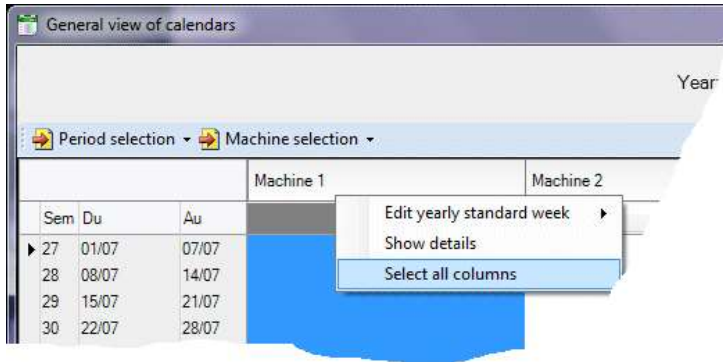 General view of calendars
Year
Period selection Machine selection
Machine 1 Machine 2
Edit yearly standard week
Sem Du Au
Show details
27 01/07 07/07
Select all columns
28 08/07 14/07
29 15/07 21/07
30 22/07 28/07